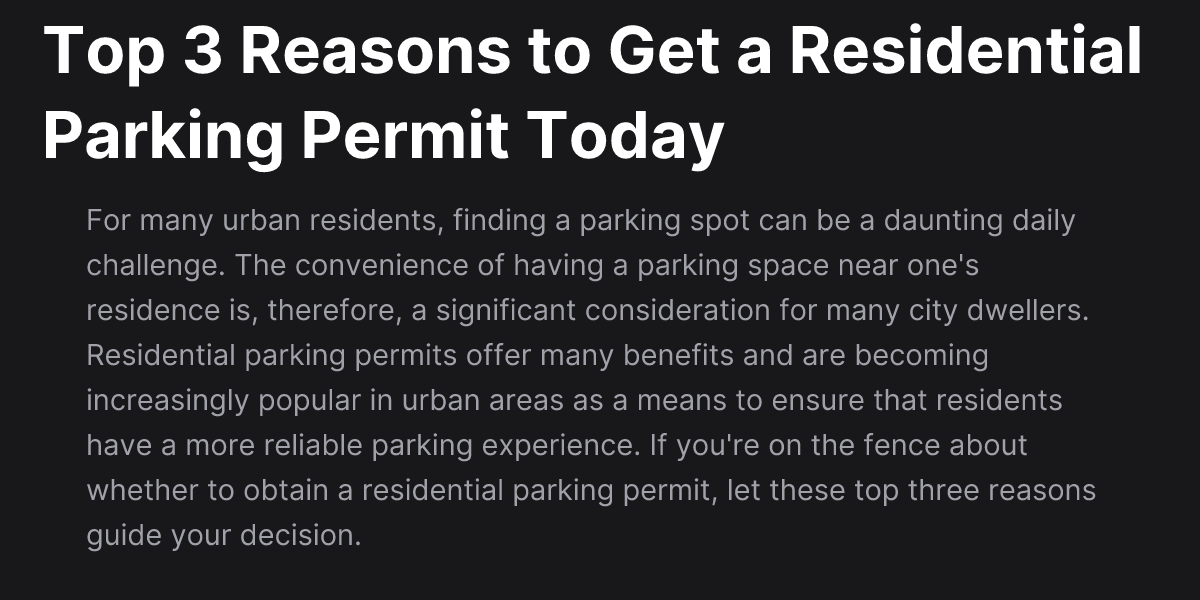 Top 3 Reasons to Get a Residential
Parking Permit Today
For many urban residents, finding a parking spot can be a daunting daily
challenge. The convenience of having a parking space near one's
residence is, therefore, a significant consideration for many city dwellers.
Residential parking permits offer many benefits and are becoming
increasingly popular in urban areas as a means to ensure that residents
have a more reliable parking experience. If you're on the fence about
whether to obtain a residential parking permit, let these top three reasons
guide your decision.